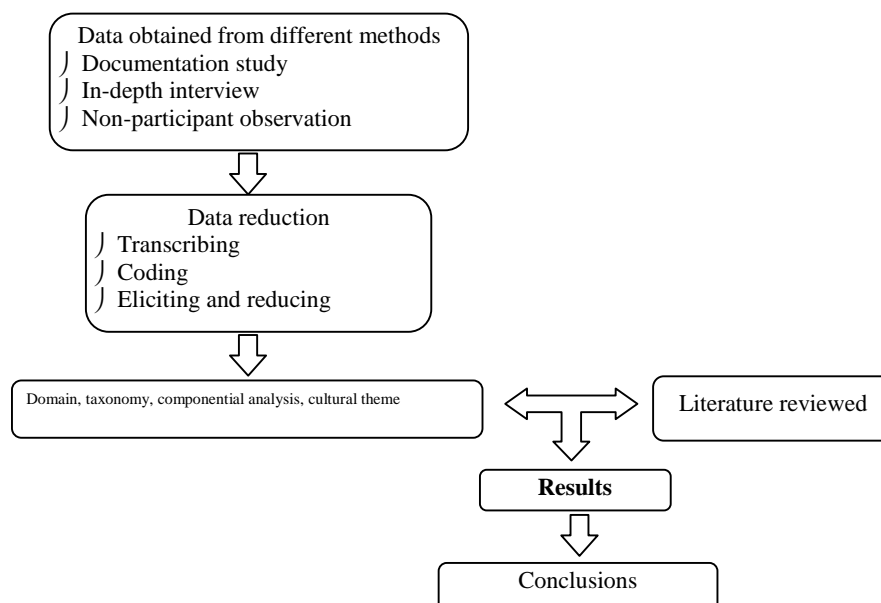 Data obtained from different methods
⎠ Documentation study
⎠ In-depth interview
⎠ Non-participant observation
Data reduction
⎠ Transcribing
⎠ Coding
⎠ Eliciting and reducing
Domain, taxonomy, componential analysis, cultural theme
Literature reviewed
Results
Conclusions